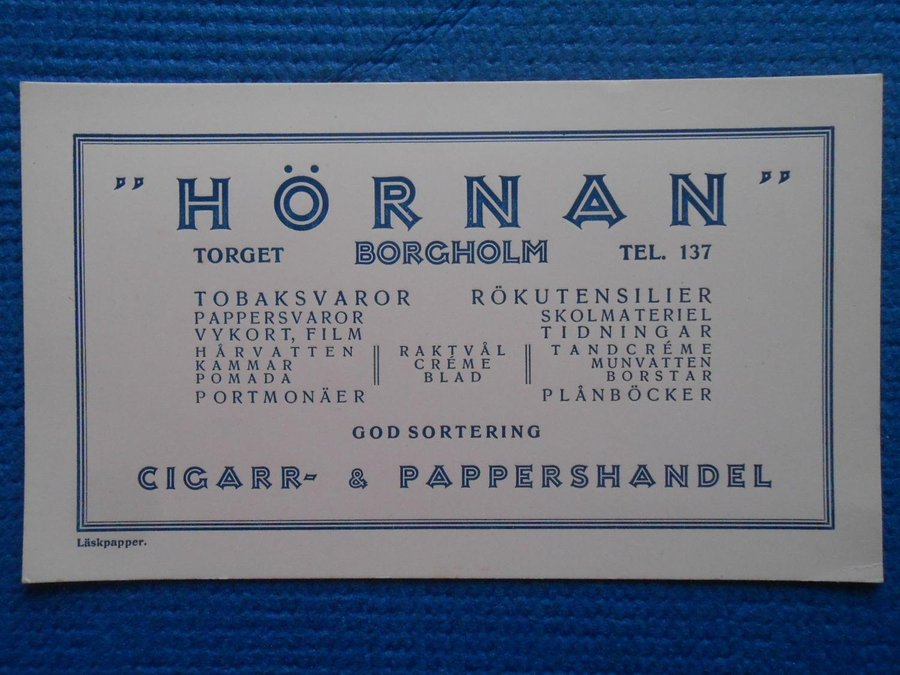 " HÖRNAN "
TORGET BORGHOLM TEL. 137
TOBAKSVAROR RÖKUTENSILIER
PAPPERSVAROR SKOLMATERIEL
VYKORT, FILM TIDNINGAR
HÅRVATTEN RAKTVÅL TANDCRÉME
KAMMAR CRÉME MUNVATTEN
POMADA BLAD BORSTAR
PORTMONÄER PLÅNBÖCKER
GOD SORTERING
CIGARR- & PAPPERSHANDEL
Läskpapper.